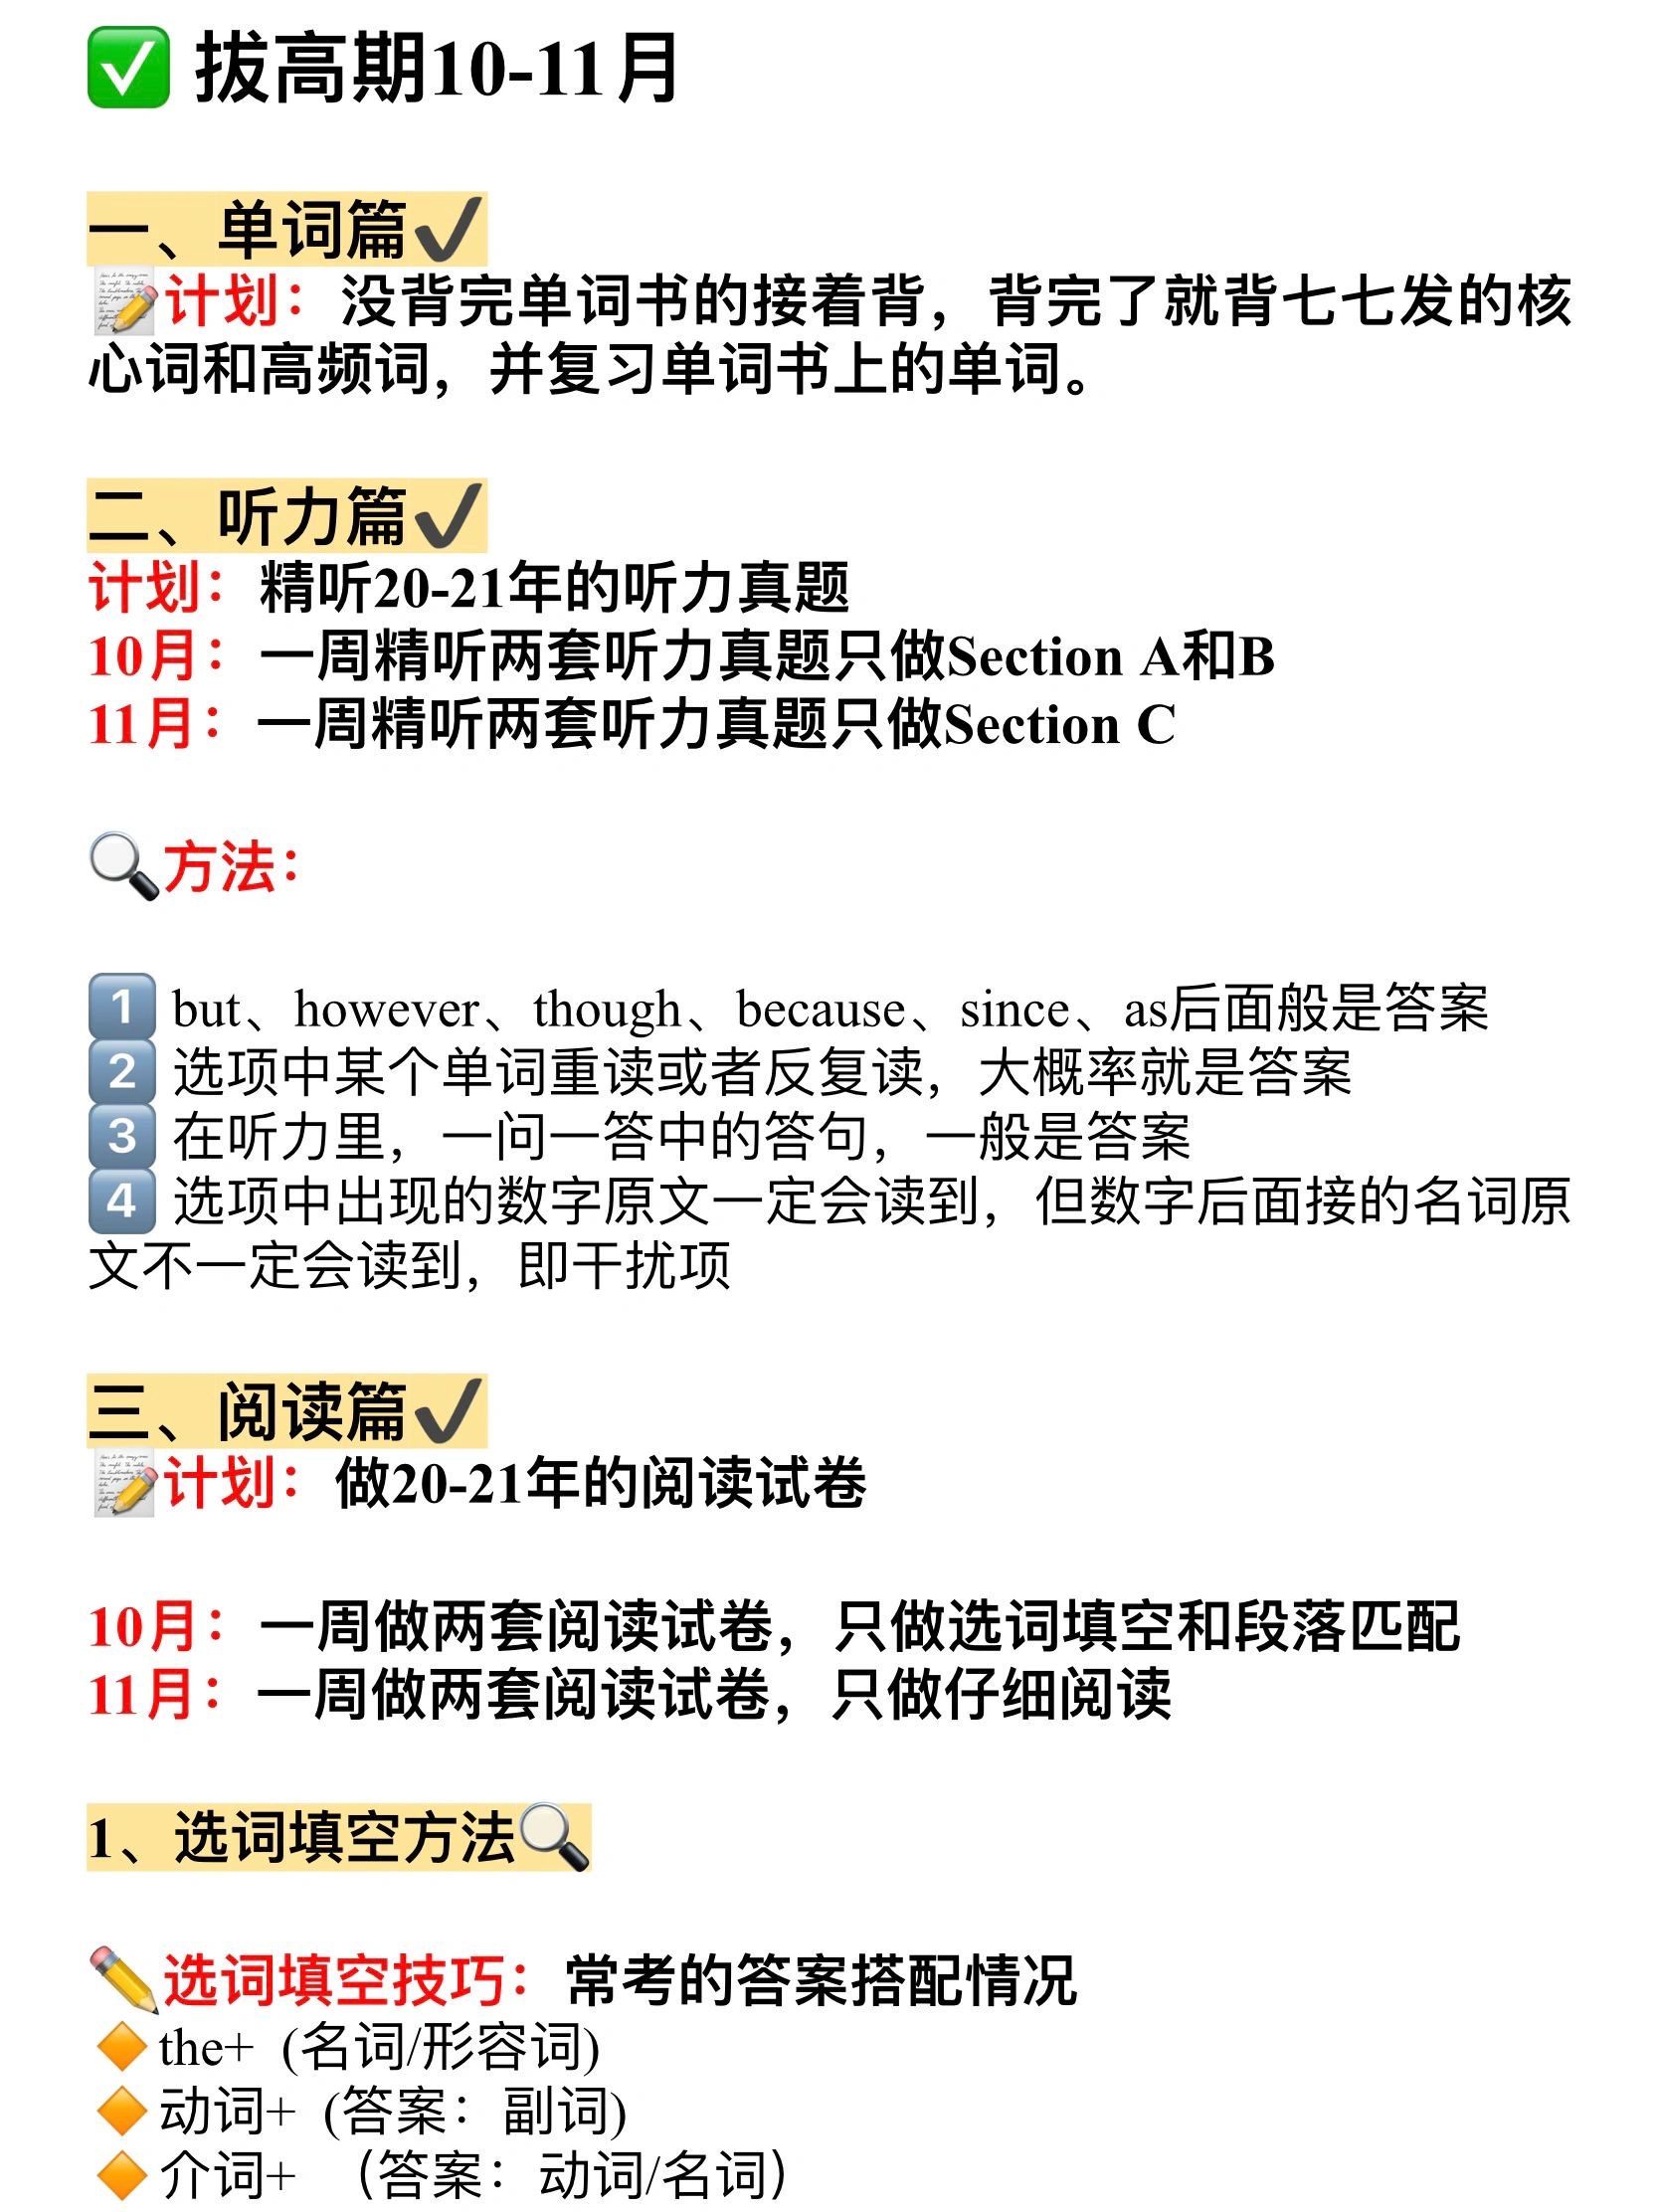 ✅ 拔高期10-11月
一、单词篇✔
📝计划：没背完单词书的接着背，背完了就背七七发的核
心词和高频词，并复习单词书上的单词。
二、听力篇✔
计划：精听20-21年的听力真题
10月：一周精听两套听力真题只做Section A和B
11月：一周精听两套听力真题只做Section C
🔍方法：
1️⃣ but、however、though、because、since、as后面般是答案
2️⃣ 选项中某个单词重读或者反复读，大概率就是答案
3️⃣ 在听力里，一问一答中的答句，一般是答案
4️⃣ 选项中出现的数字原文一定会读到，但数字后面接的名词原
文不一定会读到，即干扰项
三、阅读篇✔
📝计划：做20-21年的阅读试卷
10月：一周做两套阅读试卷，只做选词填空和段落匹配
11月：一周做两套阅读试卷，只做仔细阅读
1、选词填空方法🔍
✏️选词填空技巧：常考的答案搭配情况
🔶the+ (名词/形容词)
🔶动词+ (答案：副词)
🔶介词+ （答案：动词/名词）